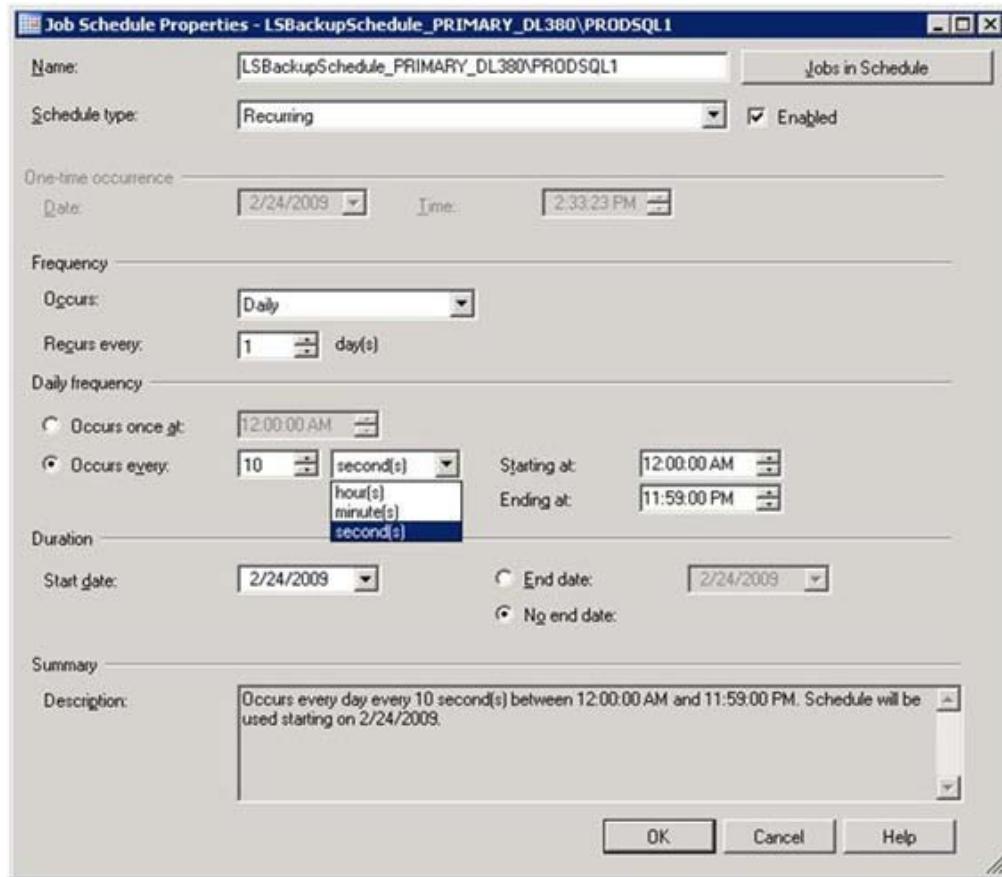 Job Schedule Properties - LSBackupSchedule_PRIMARY_DL380\PRODSQL1
Name: LSBackupSchedule_PRIMARY_DL380\PRODSQL1 Jobs in Schedule
Schedule type: Recurring Enabled
One-time occurrence
Date: 2/24/2009 Time: 2:33:23 PM
Frequency
Occurs: Daily
Recurs every: 1 day(s)
Daily frequency
Occurs once at: 12:00:00 AM
Occurs every: 10 second(s) Starting at: 12:00:00 AM
hour(s)
minute(s) Ending at: 11:59:00 PM
second(s)
Duration
Start date: 2/24/2009 End date: 2/24/2009
No end date:
Summary
Description: Occurs every day every 10 second(s) between 12:00:00 AM and 11:59:00 PM. Schedule will be
used starting on 2/24/2009.
OK Cancel Help